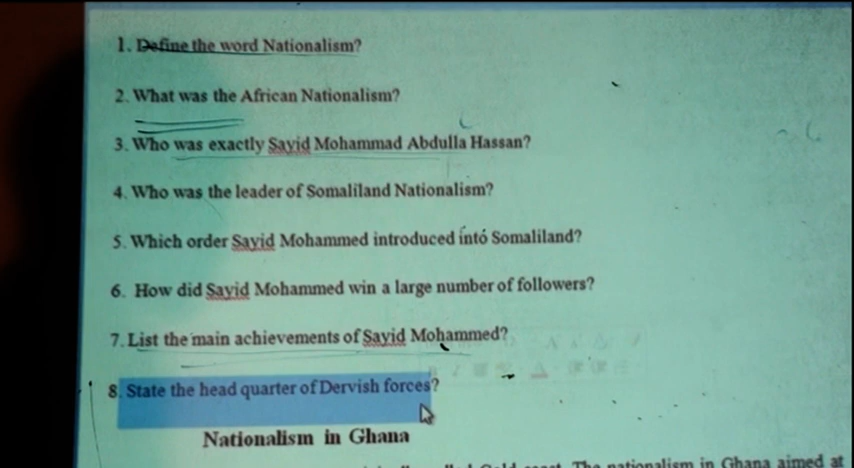 1. Define the word Nationalism?
2. What was the African Nationalism?
3. Who was exactly Sayid Mohammad Abdulla Hassan?
4. Who was the leader of Somaliland Nationalism?
5. Which order Sayid Mohammed introduced into Somaliland?
6. How did Sayid Mohammed win a large number of followers?
7. List the main achievements of Sayid Mohammed?
8. State the head quarter of Dervish forces?
Nationalism in Ghana
The nationalism in Ghana aimed at